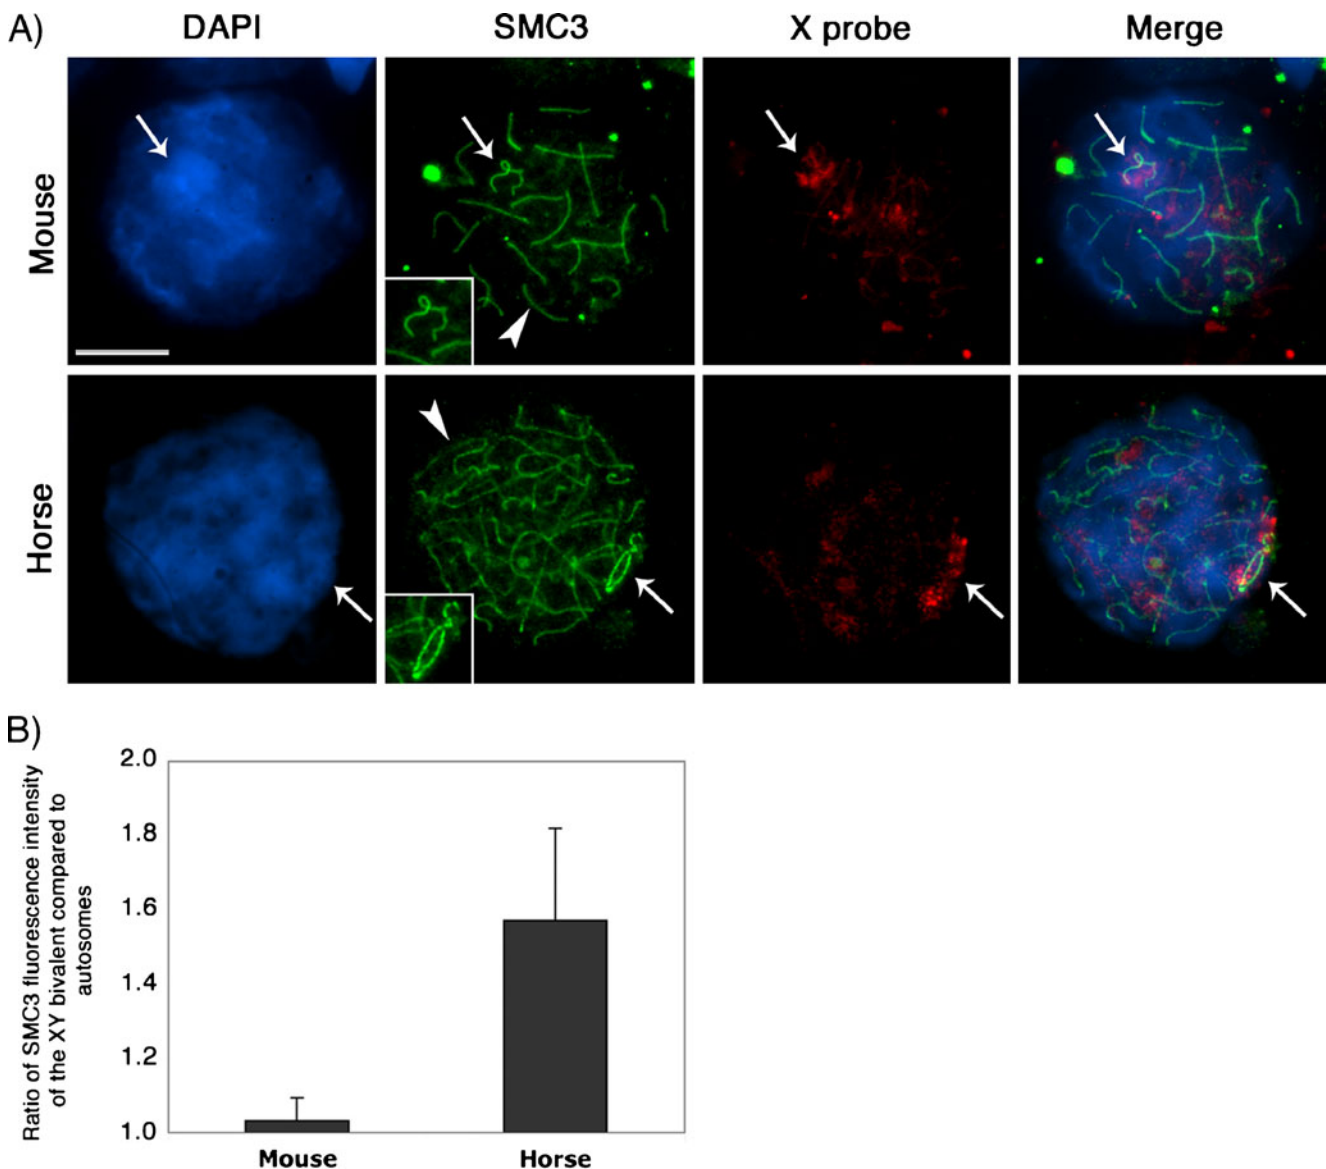 A)
DAPI SMC3 X probe Merge
Mouse
Horse
B)
Ratio of SMC3 fluorescence intensity
of the XY bivalent compared to
autosomes
2.0
1.8
1.6
1.4
1.2
1.0
Mouse Horse